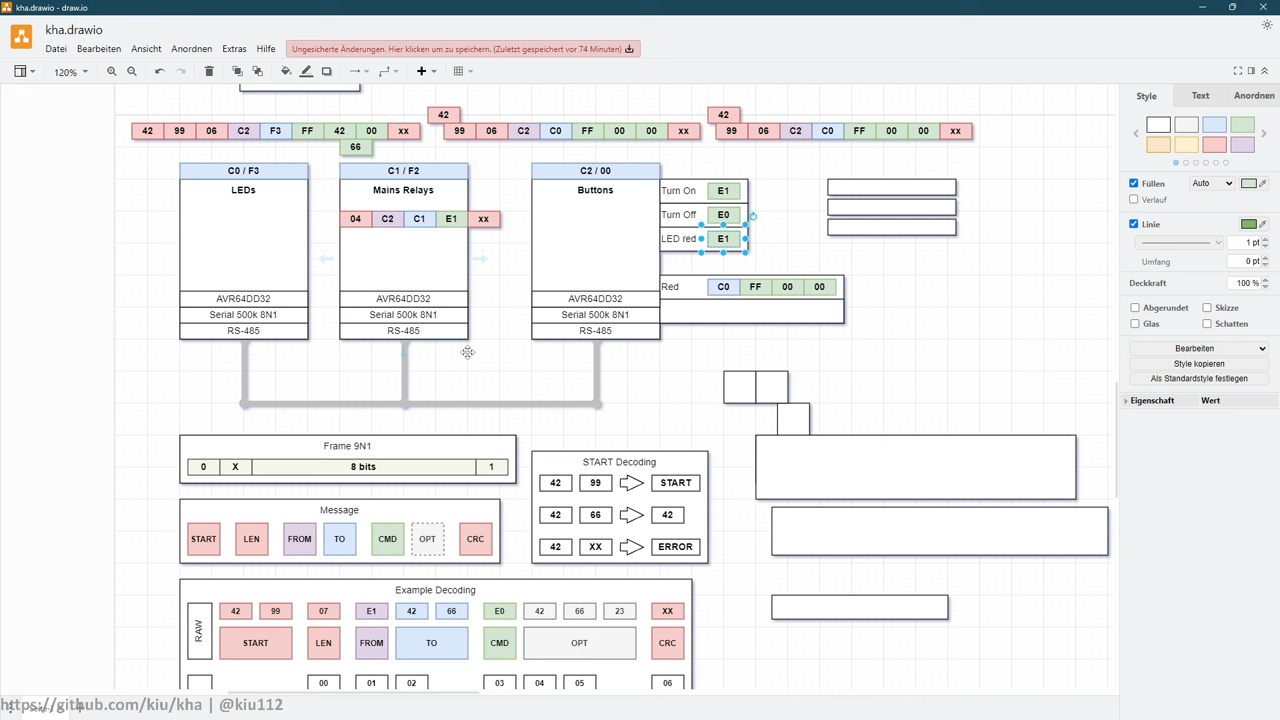 kha.drawio - draw.io
kha.drawio
Datei Bearbeiten Ansicht Anordnen Extras Hilfe Ungesicherte Änderungen. Hier klicken um zu speichern. (Zuletzt gespeichert vor 74 Minuten)
120%
Style Text Anordnen
42 42
42 99 06 C2 F3 FF 42 00 xx 99 06 C2 C0 FF 00 00 xx 99 06 C2 C0 FF 00 00 xx
66
C0 / F3 C1 / F2 C2 / 00
LEDs Mains Relays Buttons
Turn On E1
Turn Off E0
LED red E1
04 C2 C1 E1 xx
Red C0 FF 00 00
AVR64DD32 AVR64DD32 AVR64DD32
Serial 500k 8N1 Serial 500k 8N1 Serial 500k 8N1
RS-485 RS-485 RS-485
Füllen Auto
Verlauf
Linie 1 pt
Umfang 0 pt
Deckkraft 100 %
Abgerundet Skizze
Glas Schatten
Bearbeiten
Style kopieren
Als Standardstyle festlegen
Eigenschaft Wert
Frame 9N1
0 X 8 bits 1
START Decoding
42 99 START
42 66 42
42 XX ERROR
Message
START LEN FROM TO CMD OPT CRC
Example Decoding
RAW
42 99 07 E1 42 66 E0 42 66 23 XX
START LEN FROM TO CMD OPT CRC
00 01 02 03 04 05 06
https://github.com/kiu/kha | @kiu112